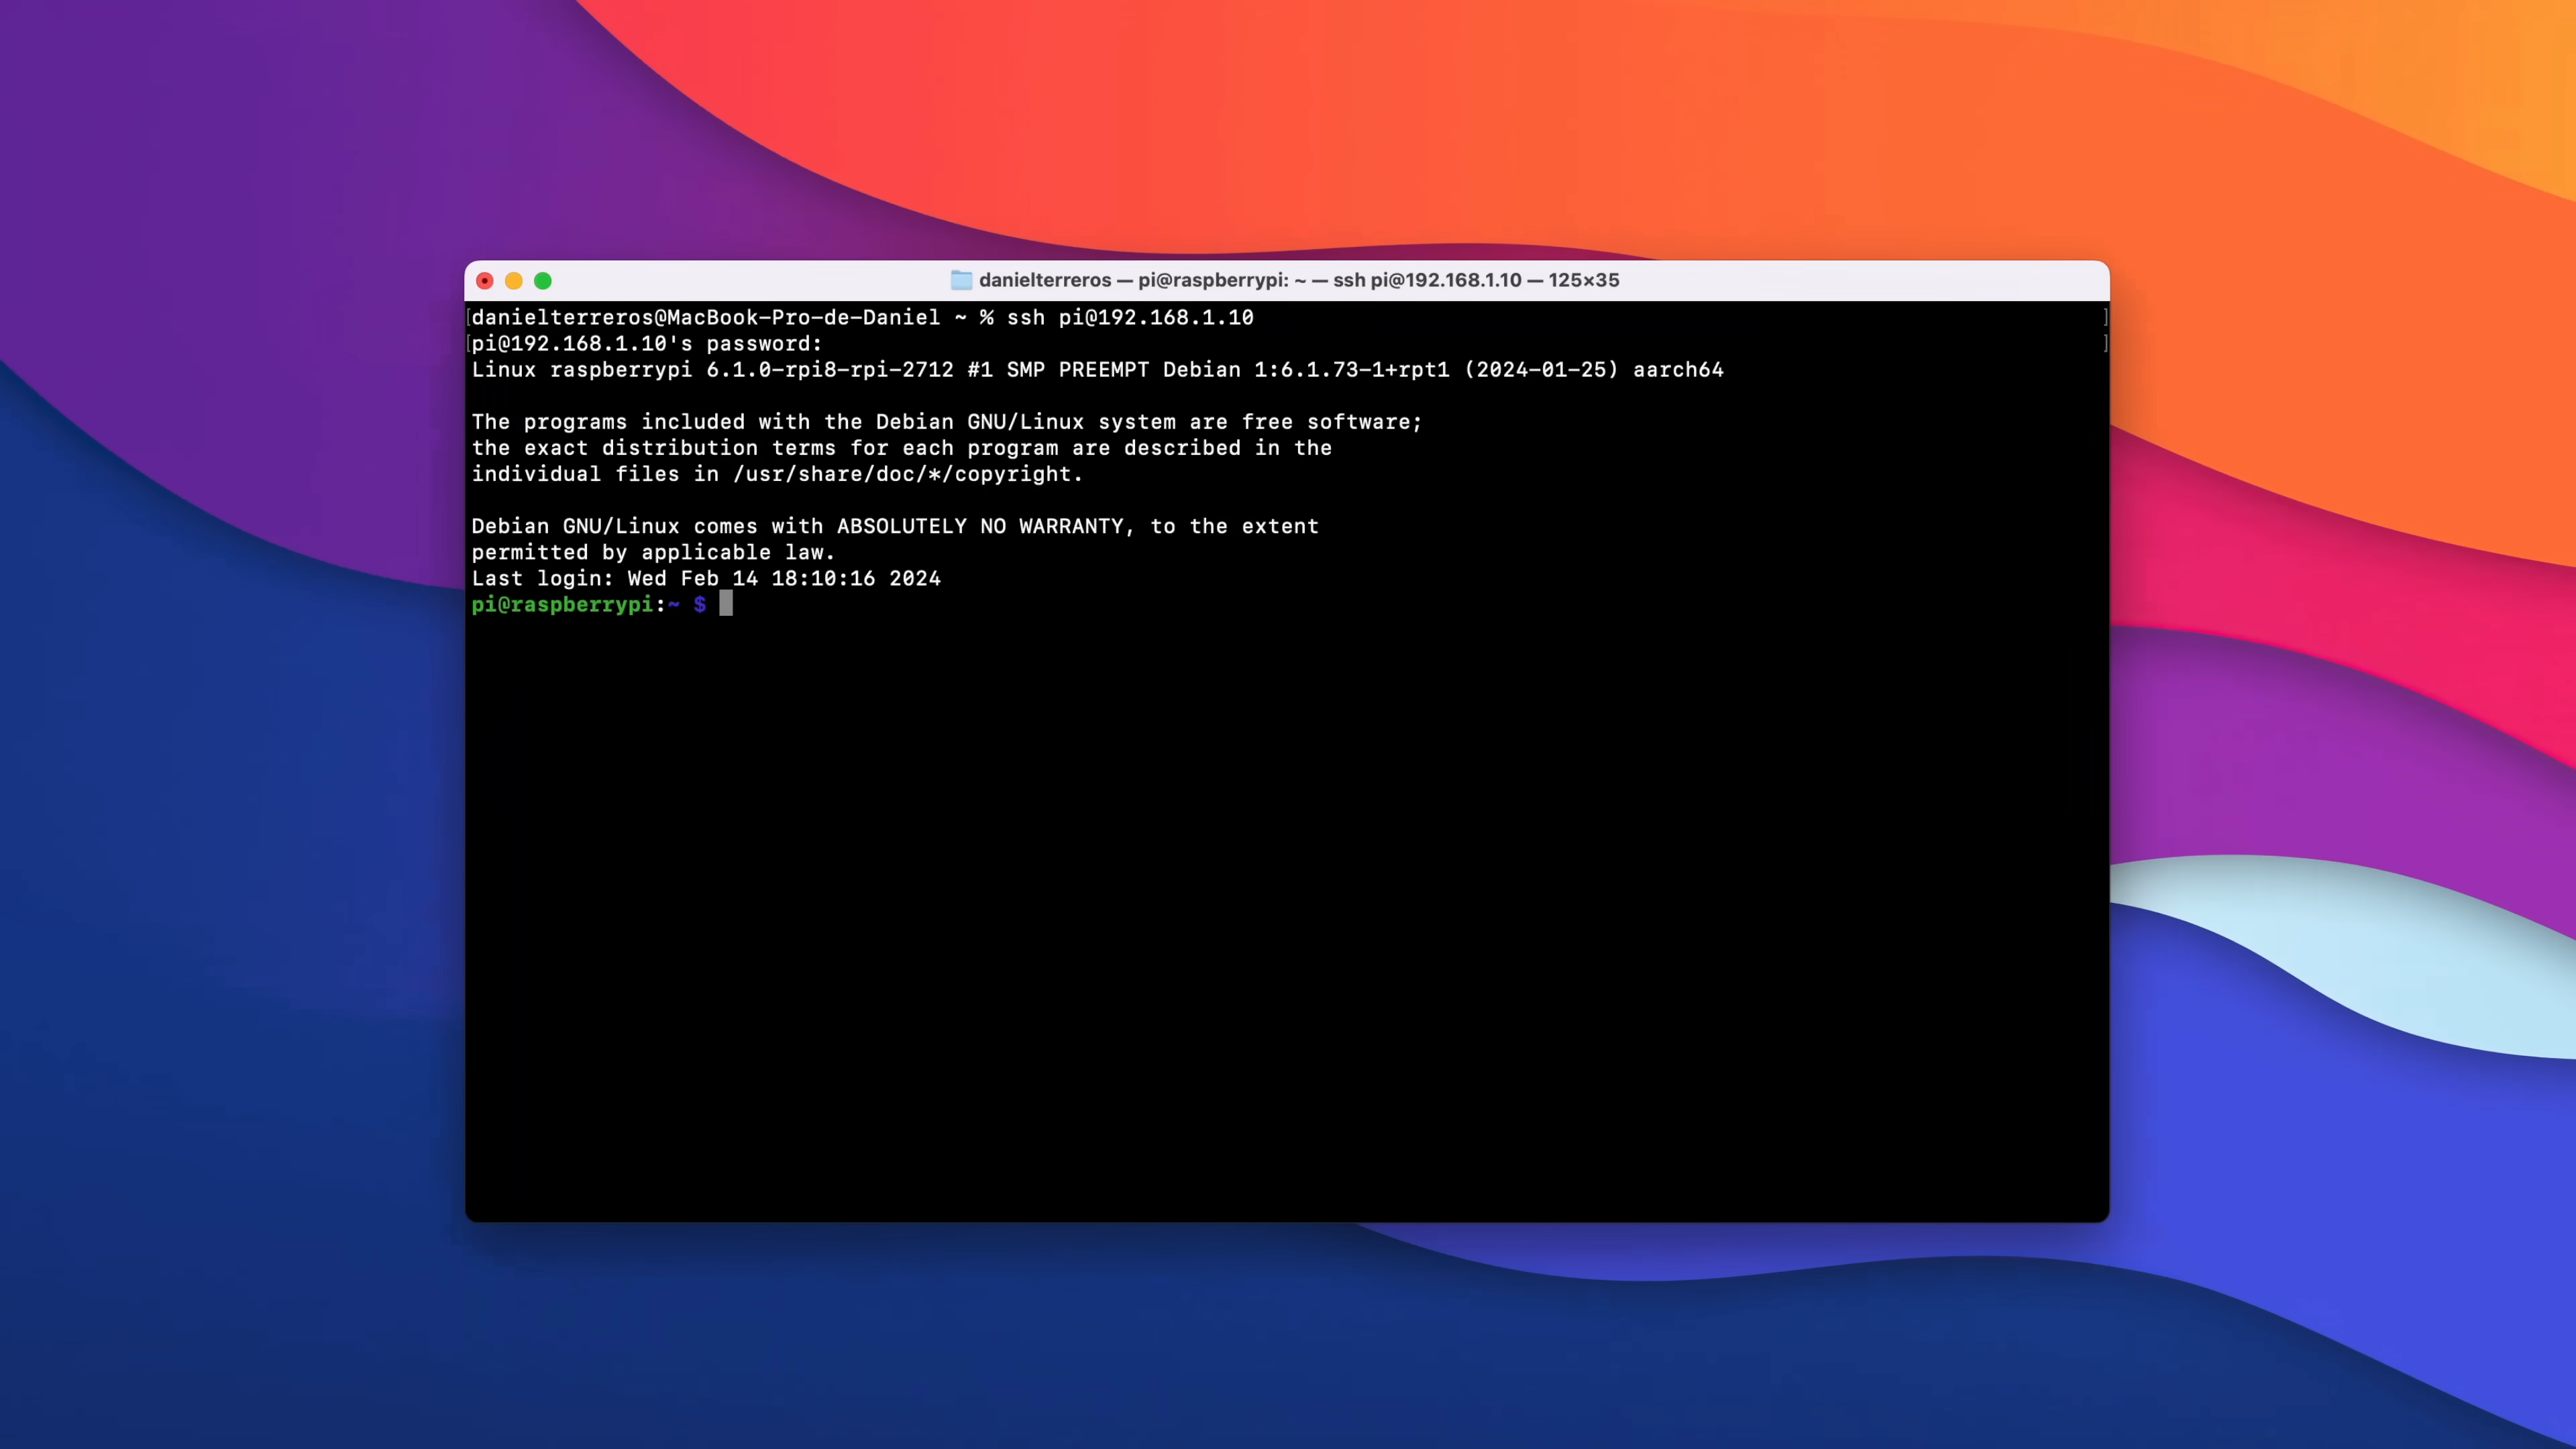 danielterreros — pi@raspberrypi: ~ — ssh pi@192.168.1.10 — 125×35
[danielterreros@MacBook-Pro-de-Daniel ~ % ssh pi@192.168.1.10 ]
[pi@192.168.1.10's password: ]
Linux raspberrypi 6.1.0-rpi8-rpi-2712 #1 SMP PREEMPT Debian 1:6.1.73-1+rpt1 (2024-01-25) aarch64
The programs included with the Debian GNU/Linux system are free software;
the exact distribution terms for each program are described in the
individual files in /usr/share/doc/*/copyright.
Debian GNU/Linux comes with ABSOLUTELY NO WARRANTY, to the extent
permitted by applicable law.
Last login: Wed Feb 14 18:10:16 2024
pi@raspberrypi:~ $